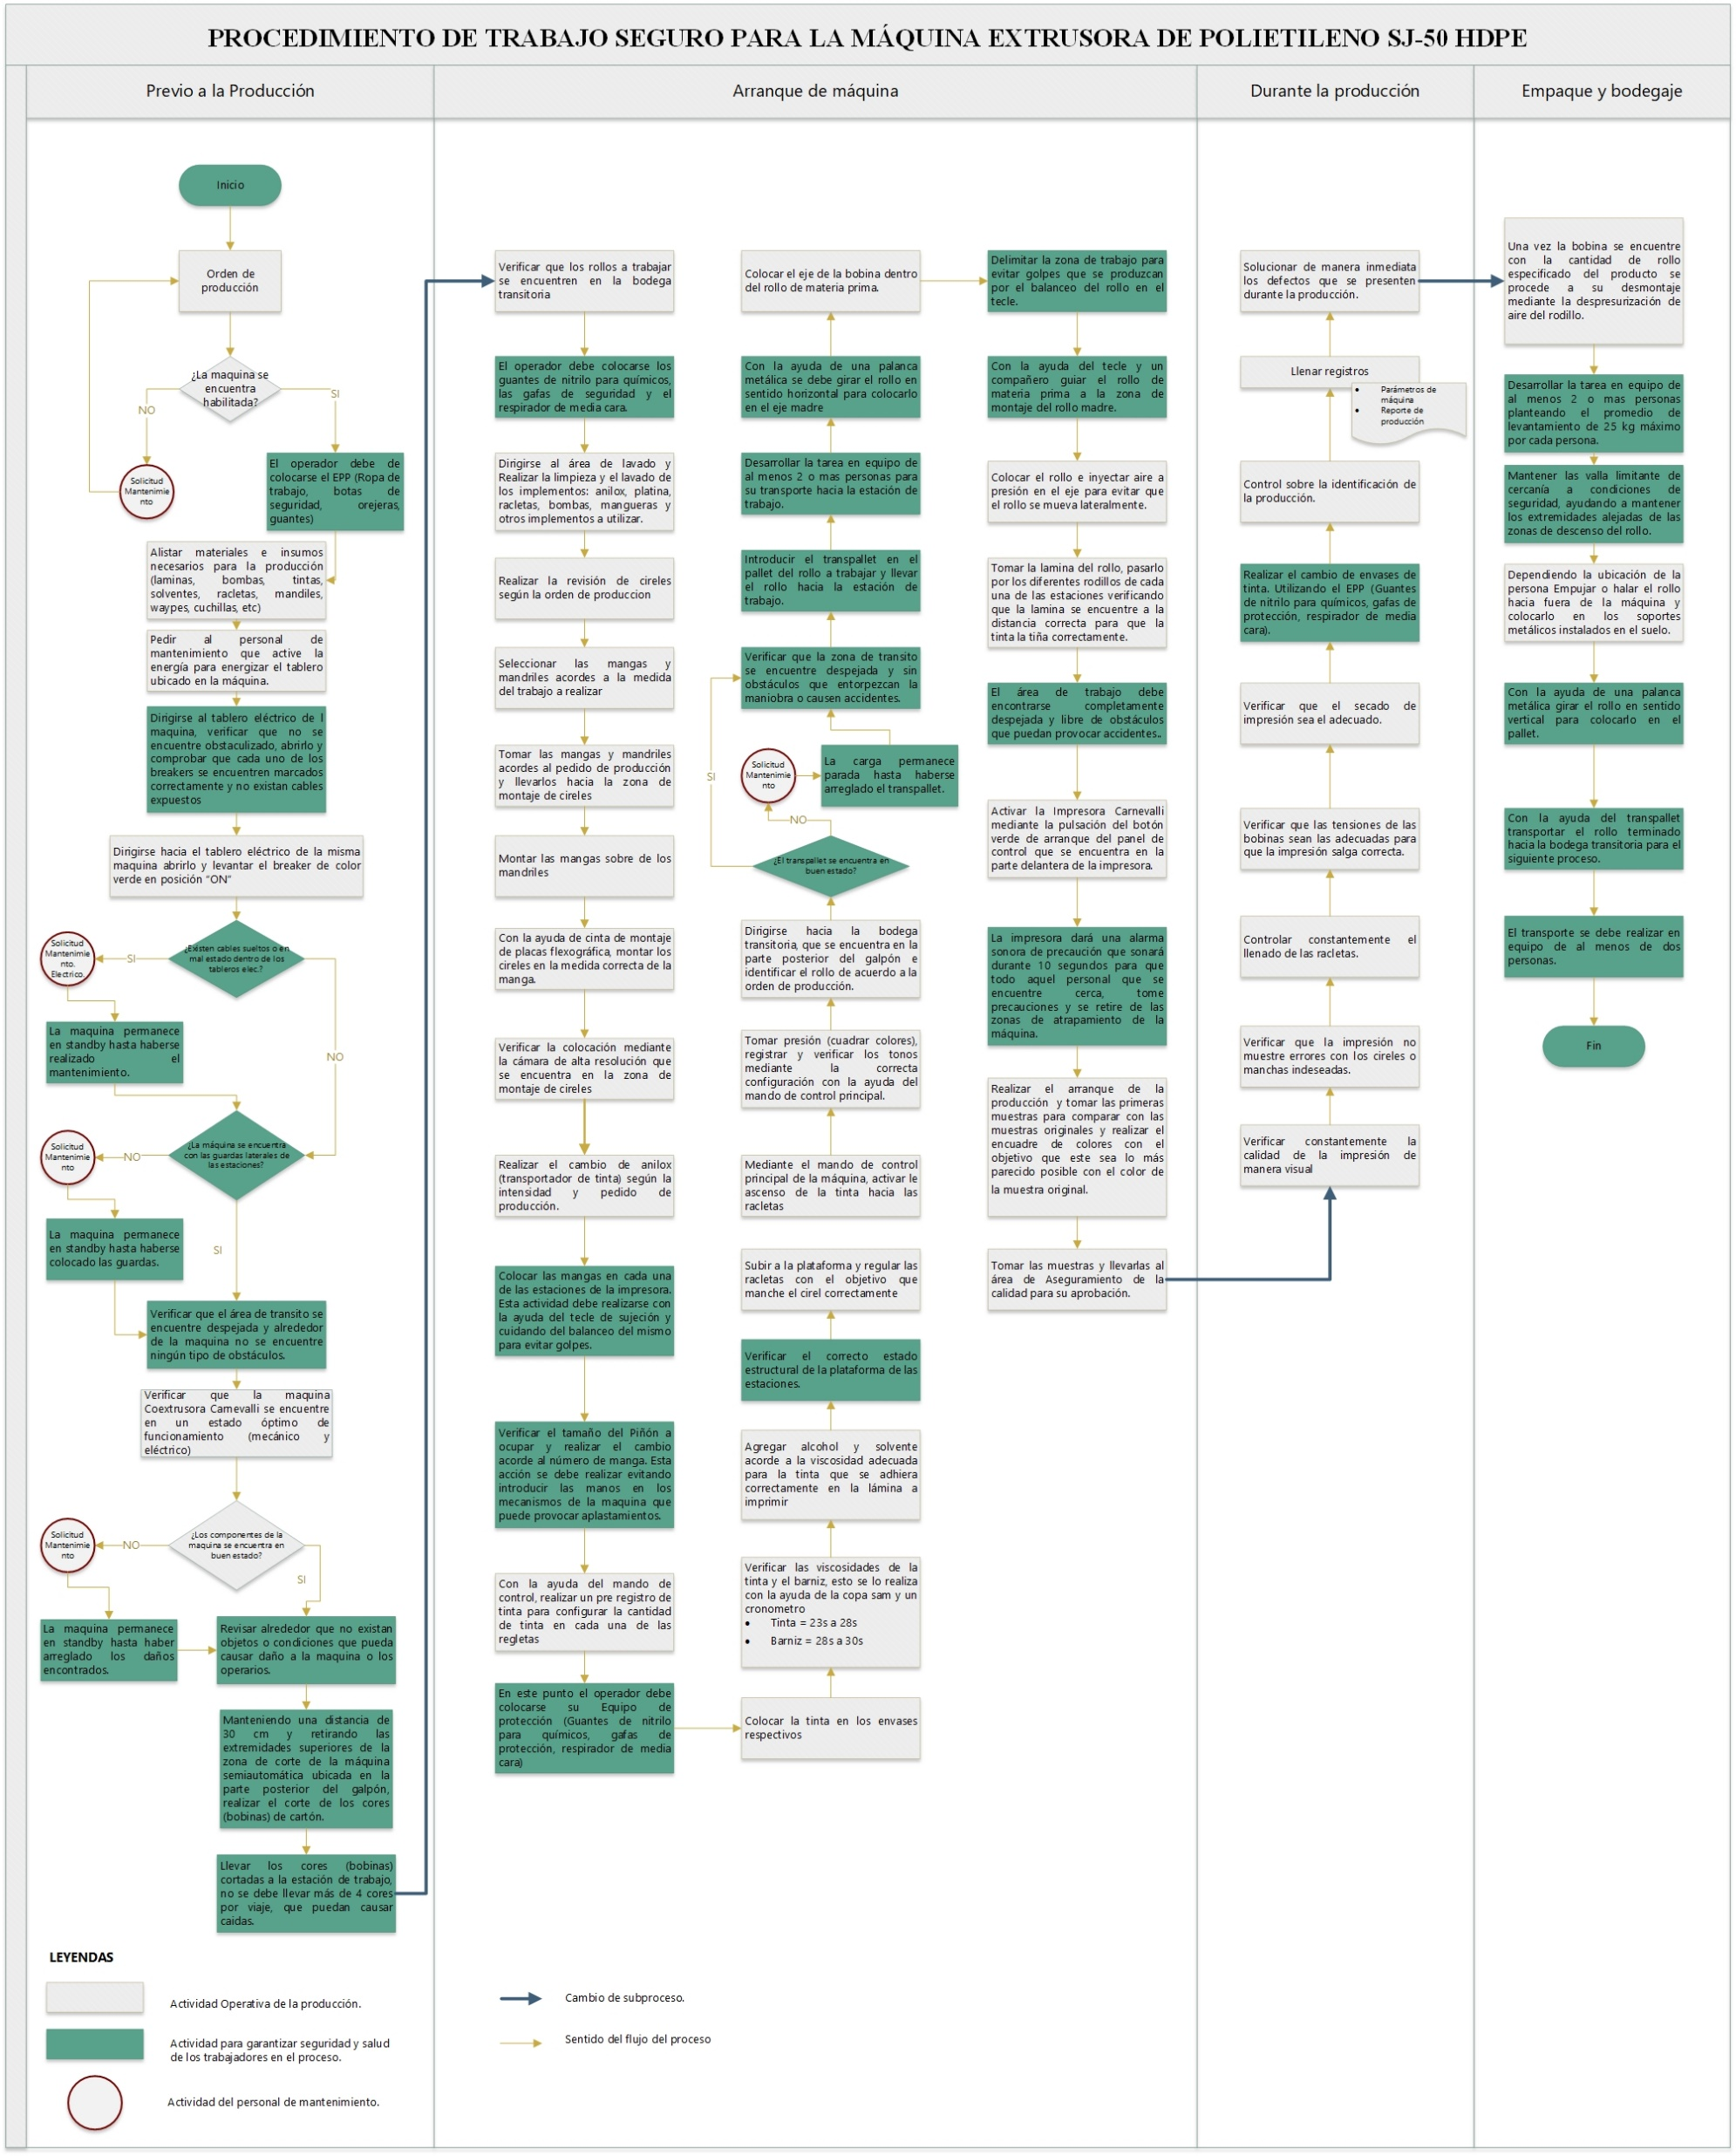 PROCEDIMIENTO DE TRABAJO SEGURO PARA LA MÁQUINA EXTRUSORA DE POLIETILENO SJ-50 HDPE
Previo a la Producción
Arranque de máquina
Durante la producción
Empaque y bodegaje
Inicio
Orden de
producción
¿La maquina se
encuentra
habilitada?
NO
SI
Solicitud
Mantenimie
nto
El operador debe de
colocarse el EPP (Ropa de
trabajo, botas de
seguridad, orejeras,
guantes)
Alistar materiales e insumos
necesarios para la producción
(laminas, bombas, tintas,
solventes, racletas, mandiles,
waypes, cuchillas, etc)
Pedir al personal de
mantenimiento que active la
energía para energizar el tablero
ubicado en la máquina.
Dirigirse al tablero eléctrico de l
maquina, verificar que no se
encuentre obstaculizado, abrirlo y
comprobar que cada uno de los
breakers se encuentren marcados
correctamente y no existan cables
expuestos
Dirigirse hacia el tablero eléctrico de la misma
maquina abrirlo y levantar el breaker de color
verde en posición “ON”
¿Existen cables sueltos o en
mal estado dentro de los
tableros elec.?
SI
NO
Solicitud
Mantenimie
nto.
Electrico.
La maquina permanece
en standby hasta haberse
realizado el
mantenimiento.
¿La máquina se encuentra
con las guardas laterales de
las estaciones?
NO
SI
Solicitud
Mantenimie
nto
La maquina permanece
en standby hasta haberse
colocado las guardas.
Verificar que el área de transito se
encuentre despejada y alrededor
de la maquina no se encuentre
ningún tipo de obstáculos.
Verificar que la maquina
Coextrusora Carnevalli se encuentre
en un estado óptimo de
funcionamiento (mecánico y
eléctrico)
¿Los componentes de la
maquina se encuentra en
buen estado?
NO
SI
Solicitud
Mantenimie
nto
La maquina permanece
en standby hasta haber
arreglado los daños
encontrados.
Revisar alrededor que no existan
objetos o condiciones que pueda
causar daño a la maquina o los
operarios.
Manteniendo una distancia de
30 cm y retirando las
extremidades superiores de la
zona de corte de la máquina
semiautomática ubicada en la
parte posterior del galpón,
realizar el corte de los cores
(bobinas) de cartón.
Llevar los cores (bobinas)
cortadas a la estación de trabajo,
no se debe llevar más de 4 cores
por viaje, que puedan causar
caidas.
Verificar que los rollos a trabajar
se encuentren en la bodega
transitoria
El operador debe colocarse los
guantes de nitrilo para químicos,
las gafas de seguridad y el
respirador de media cara.
Dirigirse al área de lavado y
Realizar la limpieza y el lavado de
los implementos: anilox, platina,
racletas, bombas, mangueras y
otros implementos a utilizar.
Realizar la revisión de cireles
según la orden de produccion
Seleccionar las mangas y
mandriles acordes a la medida
del trabajo a realizar
Tomar las mangas y mandriles
acordes al pedido de producción
y llevarlos hacia la zona de
montaje de cireles
Montar las mangas sobre de los
mandriles
Con la ayuda de cinta de montaje
de placas flexográfica, montar los
cireles en la medida correcta de la
manga.
Verificar la colocación mediante
la cámara de alta resolución que
se encuentra en la zona de
montaje de cireles
Realizar el cambio de anilox
(transportador de tinta) según la
intensidad y pedido de
producción.
Colocar las mangas en cada una
de las estaciones de la impresora.
Esta actividad debe realizarse con
la ayuda del tecle de sujeción y
cuidando del balanceo del mismo
para evitar golpes.
Verificar el tamaño del Piñón a
ocupar y realizar el cambio
acorde al número de manga. Esta
acción se debe realizar evitando
introducir las manos en los
mecanismos de la maquina que
puede provocar aplastamientos.
Con la ayuda del mando de
control, realizar un pre registro de
tinta para configurar la cantidad
de tinta en cada una de las
regletas
En este punto el operador debe
colocarse su Equipo de
protección (Guantes de nitrilo
para químicos, gafas de
protección, respirador de media
cara)
Colocar el eje de la bobina dentro
del rollo de materia prima.
Con la ayuda de una palanca
metálica se debe girar el rollo en
sentido horizontal para colocarlo
en el eje madre
Desarrollar la tarea en equipo de
al menos 2 o mas personas para
su transporte hacia la estación de
trabajo.
Introducir el transpallet en el
pallet del rollo a trabajar y llevar
el rollo hacia la estación de
trabajo.
Verificar que la zona de transito
se encuentre despejada y sin
obstáculos que entorpezcan la
maniobra o causen accidentes.
Solicitud
Mantenimie
nto
La carga permanece
parada hasta haberse
arreglado el transpallet.
SI
NO
¿El transpallet se encuentra en
buen estado?
Dirigirse hacia la bodega
transitoria, que se encuentra en la
parte posterior del galpón e
identificar el rollo de acuerdo a la
orden de producción.
Tomar presión (cuadrar colores),
registrar y verificar los tonos
mediante la correcta
configuración con la ayuda del
mando de control principal.
Mediante el mando de control
principal de la máquina, activar le
ascenso de la tinta hacia las
racletas
Subir a la plataforma y regular las
racletas con el objetivo que
manche el cirel correctamente
Verificar el correcto estado
estructural de la plataforma de las
estaciones.
Agregar alcohol y solvente
acorde a la viscosidad adecuada
para la tinta que se adhiera
correctamente en la lámina a
imprimir
Verificar las viscosidades de la
tinta y el barniz, esto se lo realiza
con la ayuda de la copa sam y un
cronometro
• Tinta = 23s a 28s
• Barniz = 28s a 30s
Colocar la tinta en los envases
respectivos
Delimitar la zona de trabajo para
evitar golpes que se produzcan
por el balanceo del rollo en el
tecle.
Con la ayuda del tecle y un
compañero guiar el rollo de
materia prima a la zona de
montaje del rollo madre.
Colocar el rollo e inyectar aire a
presión en el eje para evitar que
el rollo se mueva lateralmente.
Tomar la lamina del rollo, pasarlo
por los diferentes rodillos de cada
una de las estaciones verificando
que la lamina se encuentre a la
distancia correcta para que la
tinta la tiña correctamente.
El área de trabajo debe
encontrarse completamente
despejada y libre de obstáculos
que puedan provocar accidentes..
Activar la Impresora Carnevalli
mediante la pulsación del botón
verde de arranque del panel de
control que se encuentra en la
parte delantera de la impresora.
La impresora dará una alarma
sonora de precaución que sonará
durante 10 segundos para que
todo aquel personal que se
encuentre cerca, tome
precauciones y se retire de las
zonas de atrapamiento de la
máquina.
Realizar el arranque de la
producción y tomar las primeras
muestras para comparar con las
muestras originales y realizar el
encuadre de colores con el
objetivo que este sea lo más
parecido posible con el color de
la muestra original.
Tomar las muestras y llevarlas al
área de Aseguramiento de la
calidad para su aprobación.
Solucionar de manera inmediata
los defectos que se presenten
durante la producción.
Llenar registros
• Parámetros de
máquina
• Reporte de
producción
Control sobre la identificación de
la producción.
Realizar el cambio de envases de
tinta. Utilizando el EPP (Guantes
de nitrilo para químicos, gafas de
protección, respirador de media
cara).
Verificar que el secado de
impresión sea el adecuado.
Verificar que las tensiones de las
bobinas sean las adecuadas para
que la impresión salga correcta.
Controlar constantemente el
llenado de las racletas.
Verificar que la impresión no
muestre errores con los cireles o
manchas indeseadas.
Verificar constantemente la
calidad de la impresión de
manera visual
Una vez la bobina se encuentre
con la cantidad de rollo
especificado del producto se
procede a su desmontaje
mediante la despresurización de
aire del rodillo.
Desarrollar la tarea en equipo de
al menos 2 o mas personas
planteando el promedio de
levantamiento de 25 kg máximo
por cada persona.
Mantener las valla limitante de
cercanía a condiciones de
seguridad, ayudando a mantener
los extremidades alejadas de las
zonas de descenso del rollo.
Dependiendo la ubicación de la
persona Empujar o halar el rollo
hacia fuera de la máquina y
colocarlo en los soportes
metálicos instalados en el suelo.
Con la ayuda de una palanca
metálica girar el rollo en sentido
vertical para colocarlo en el
pallet.
Con la ayuda del transpallet
transportar el rollo terminado
hacia la bodega transitoria para el
siguiente proceso.
El transporte se debe realizar en
equipo de al menos de dos
personas.
Fin
LEYENDAS
Actividad Operativa de la producción.
Actividad para garantizar seguridad y salud
de los trabajadores en el proceso.
Actividad del personal de mantenimiento.
Cambio de subproceso.
Sentido del flujo del proceso